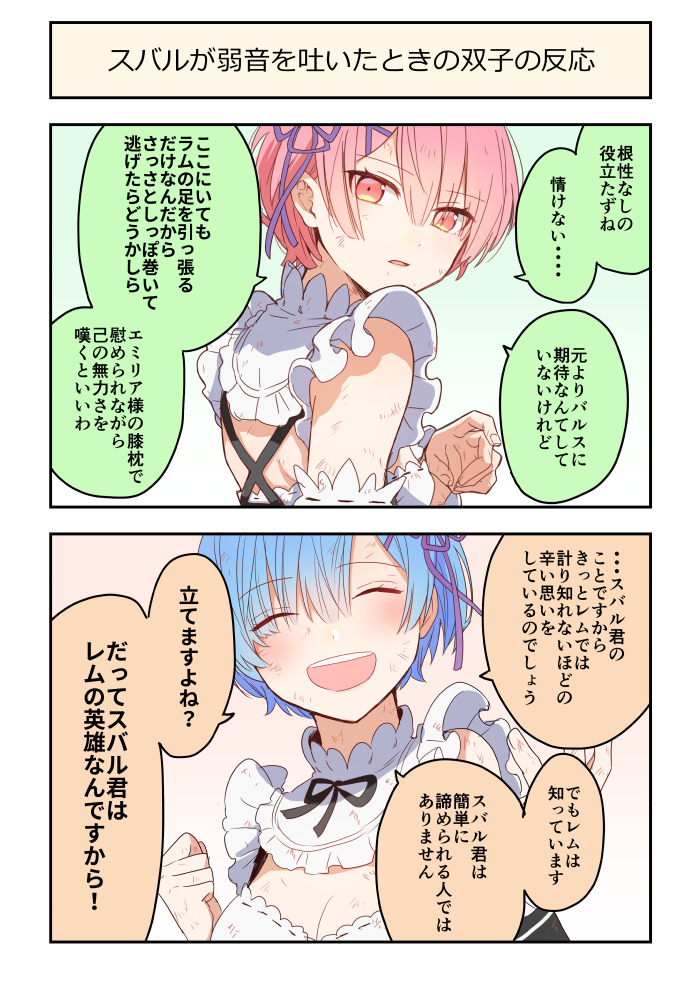 スバルが弱音を吐いたときの双子の反応
根性なしの
役立たずね
情けない・・・・
元よりバルスに
期待なんてして
いないけれど
ここにいても
ラムの足を引っ張る
だけなんだから
さっさとしっぽ巻いて
逃げたらどうかしら
エミリア様の膝枕で
慰められながら
己の無力さを
嘆くといいわ
・・・スバル君の
ことですから
きっとレムでは
計り知れないほどの
辛い思いを
しているのでしょう
でもレムは
知っています
スバル君は
簡単に
諦められる人では
ありません
立てますよね？
だってスバル君は
レムの英雄なんですから！